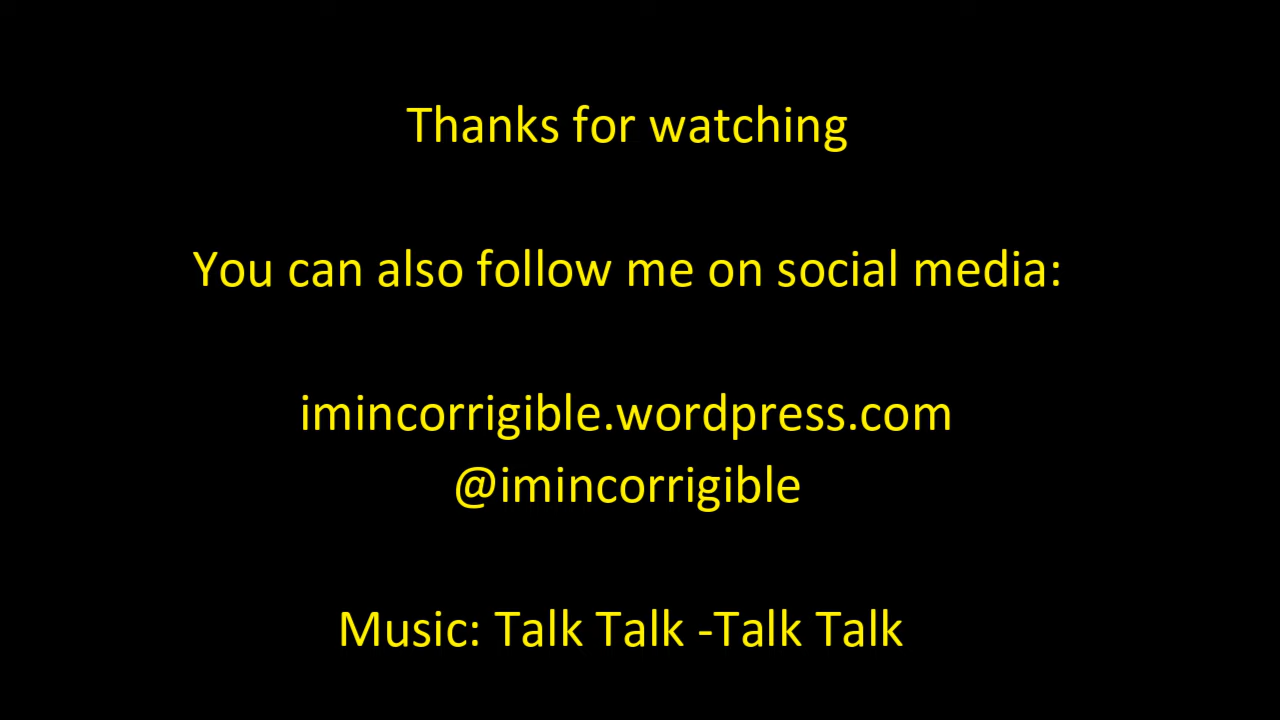 Thanks for watching
You can also follow me on social media:
imincorrigible.wordpress.com
@imincorrigible
Music: Talk Talk -Talk Talk